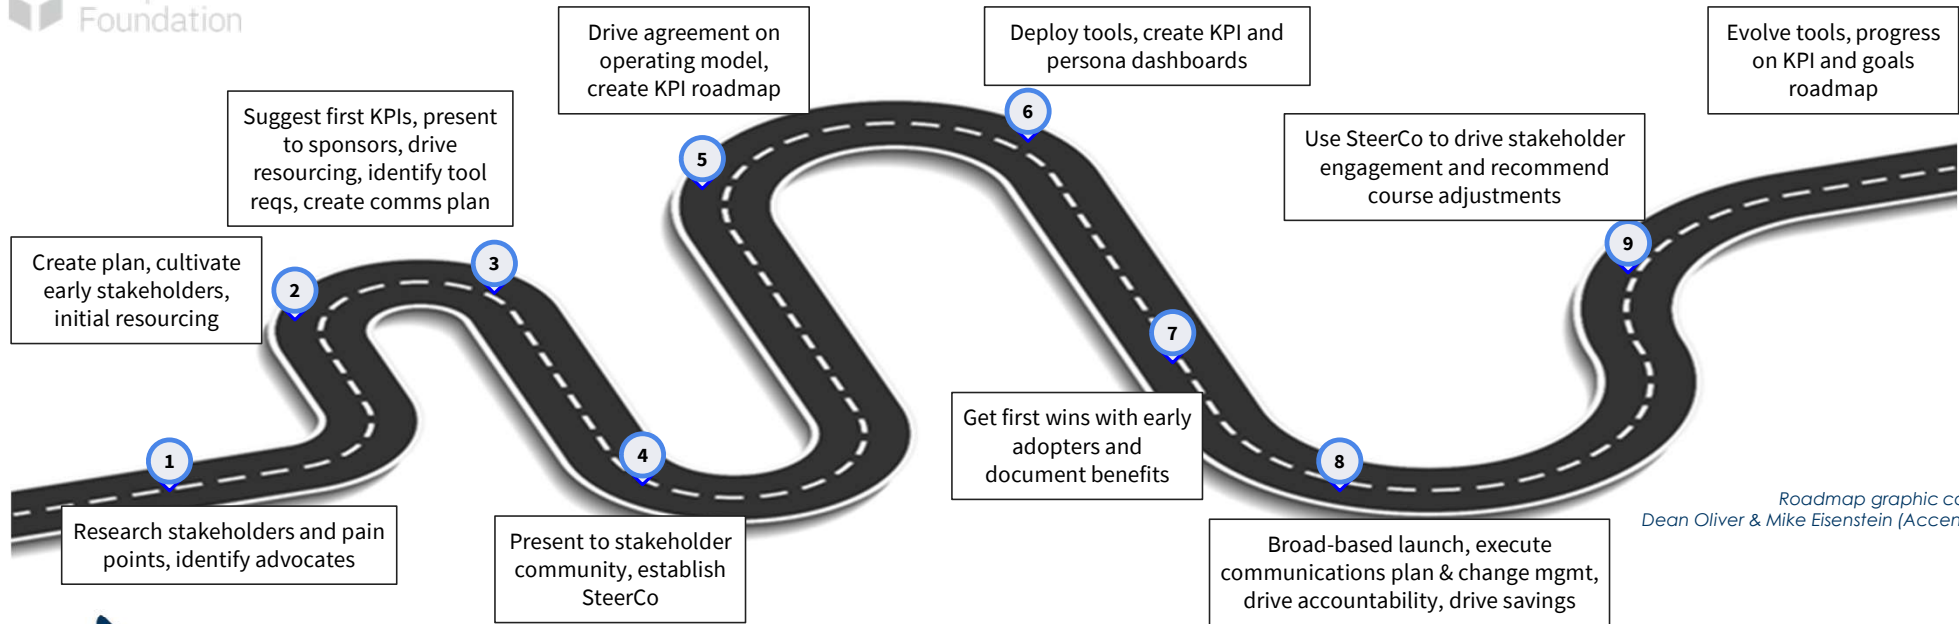 Foundation
Drive agreement on
operating model,
create KPI roadmap
Deploy tools, create KPI and
persona dashboards
Evolve tools, progress
on KPI and goals
roadmap
Suggest first KPIs, present
to sponsors, drive
resourcing, identify tool
reqs, create comms plan
Use SteerCo to drive stakeholder
engagement and recommend
course adjustments
Create plan, cultivate
early stakeholders,
initial resourcing
1
2
3
4
5
6
7
8
9
Get first wins with early
adopters and
document benefits
Research stakeholders and pain
points, identify advocates
Present to stakeholder
community, establish
SteerCo
Broad-based launch, execute
communications plan & change mgmt,
drive accountability, drive savings
Roadmap graphic
Dean Oliver & Mike Eisenstein